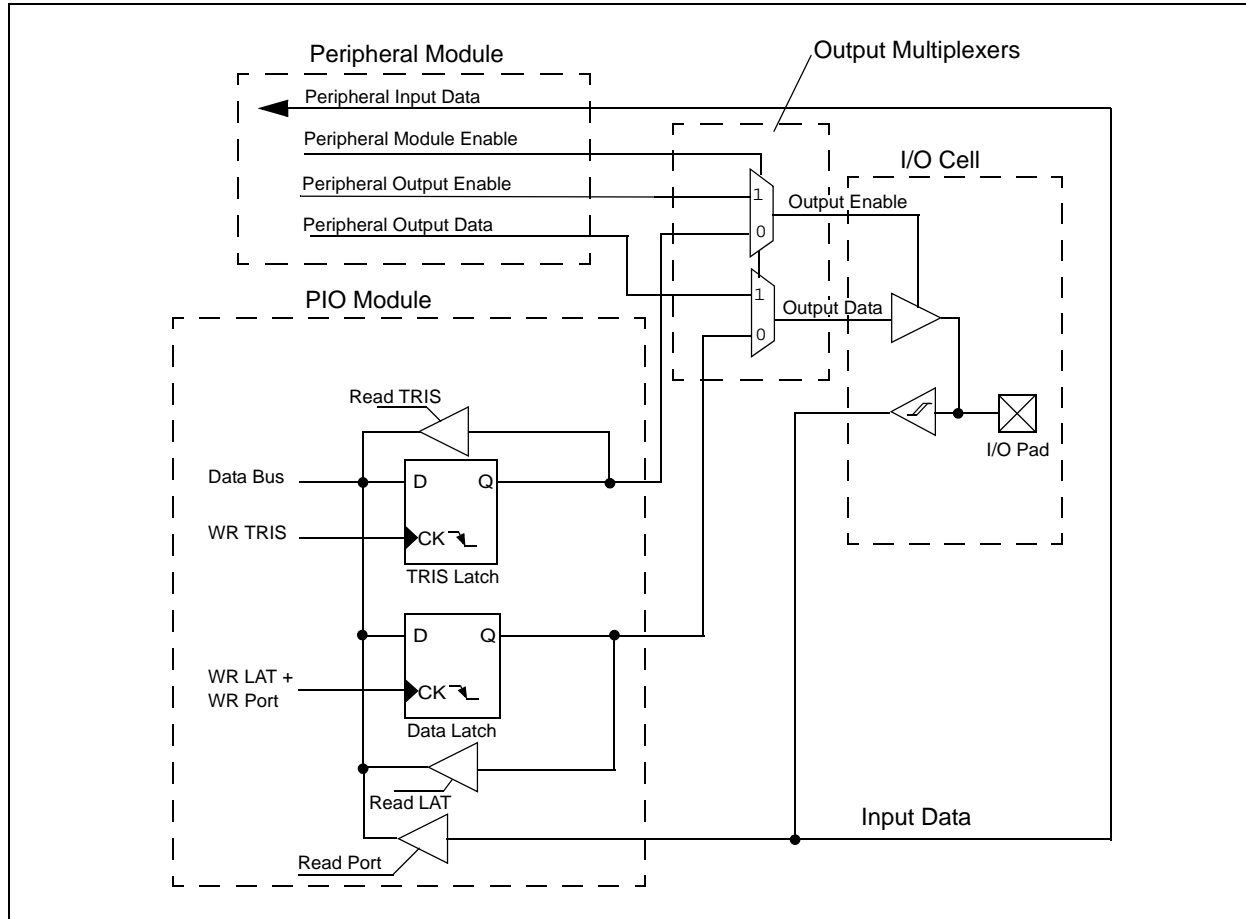 Peripheral Module
Output Multiplexers
Peripheral Input Data
Peripheral Module Enable
I/O Cell
Peripheral Output Enable
1
Output Enable
Peripheral Output Data
0
PIO Module
1
Output Data
0
Read TRIS
I/O Pad
Data Bus
D
Q
WR TRIS
CK
TRIS Latch
D
Q
WR LAT +
WR Port
CK
Data Latch
Read LAT
Input Data
Read Port